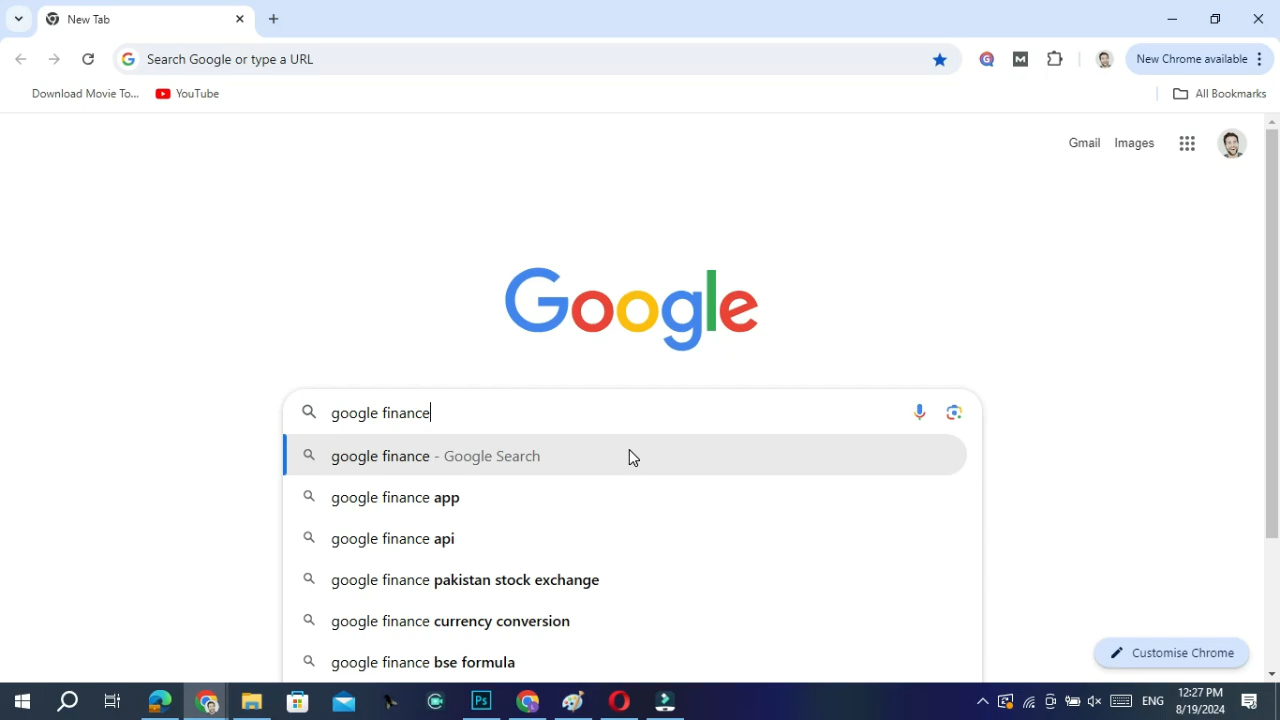 New Tab
Search Google or type a URL
New Chrome available
Download Movie To...
YouTube
All Bookmarks
Gmail
Images
Google
google finance
google finance - Google Search
google finance app
google finance api
google finance pakistan stock exchange
google finance currency conversion
google finance bse formula
Customise Chrome
Ps
ENG
12:27 PM
8/19/2024